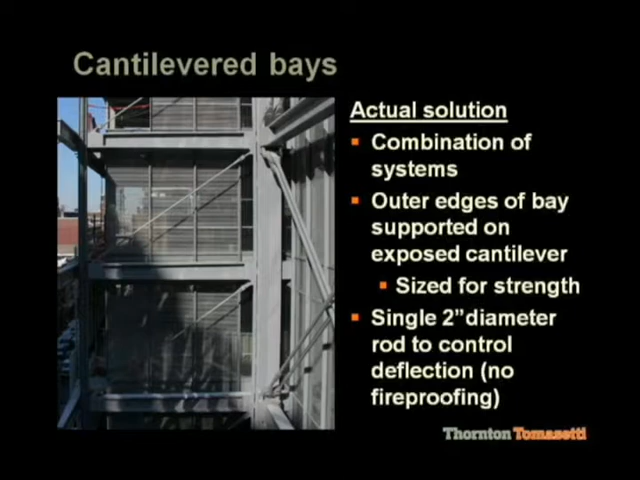 Cantilevered bays
Actual solution
Combination of
systems
Outer edges of bay
supported on
exposed cantilever
Sized for strength
Single 2”diameter
rod to control
deflection (no
fireproofing)
Thornton Tomasetti